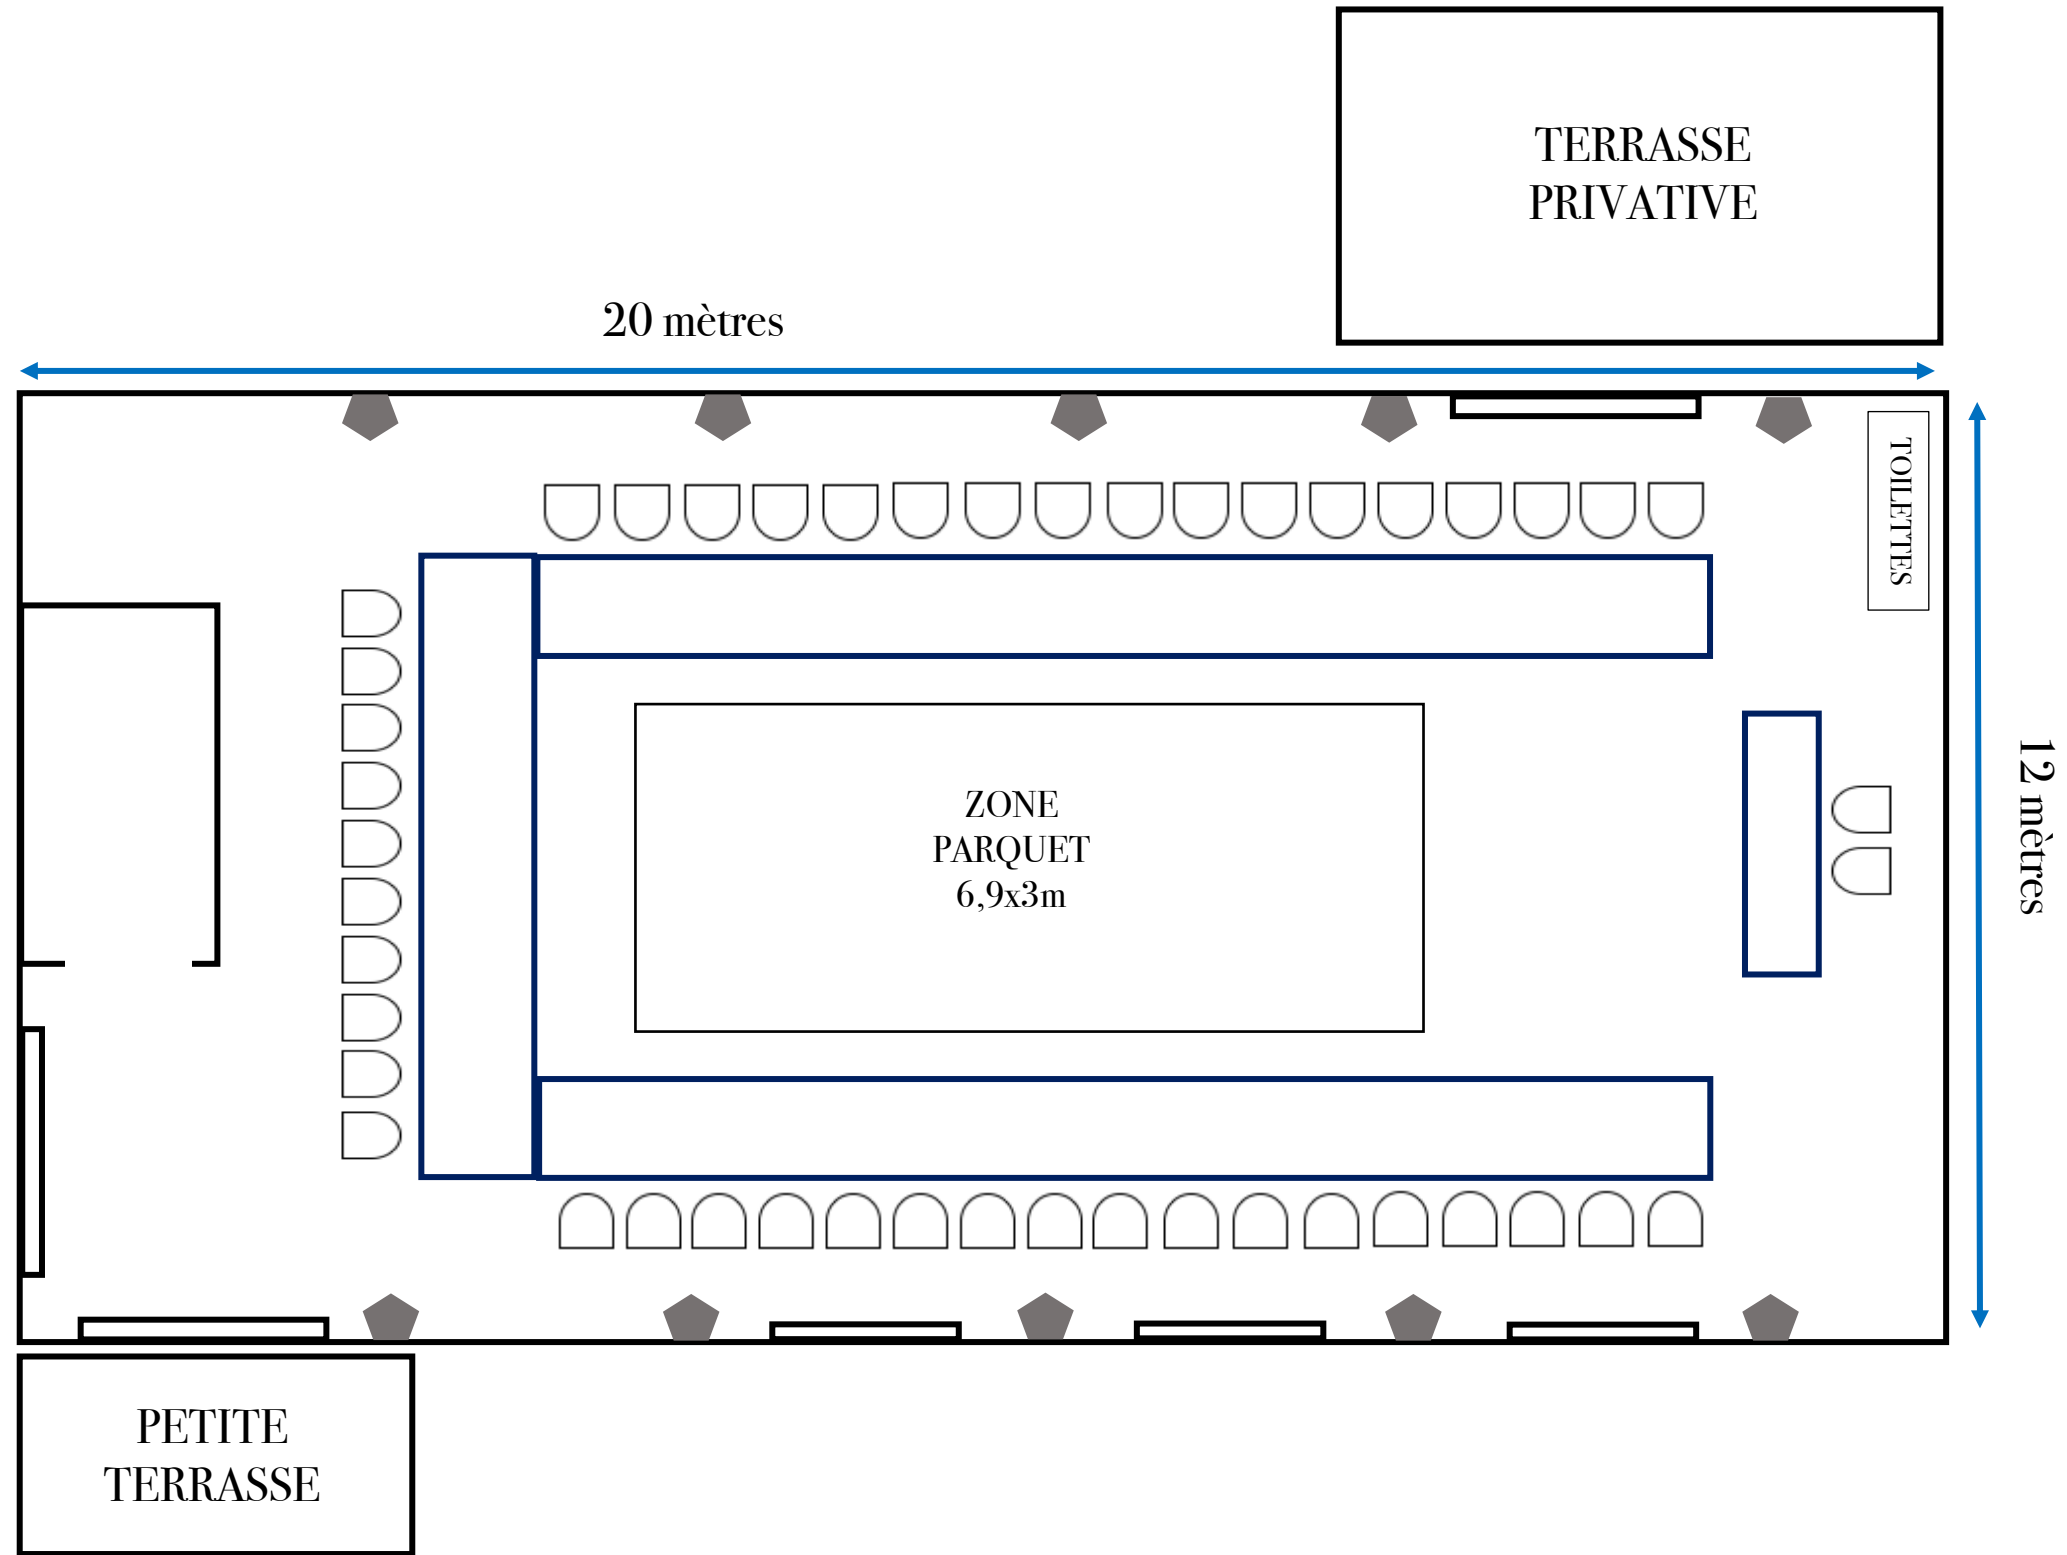 TERRASSE
PRIVATIVE
20 mètres
TOILETTES
12 mètres
ZONE
PARQUET
6,9x3m
PETITE
TERRASSE